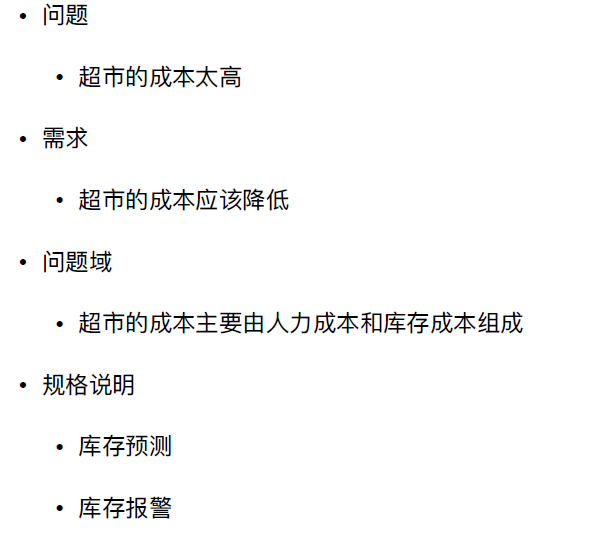 • 问题
• 超市的成本太高
• 需求
• 超市的成本应该降低
• 问题域
• 超市的成本主要由人力成本和库存成本组成
• 规格说明
• 库存预测
• 库存报警